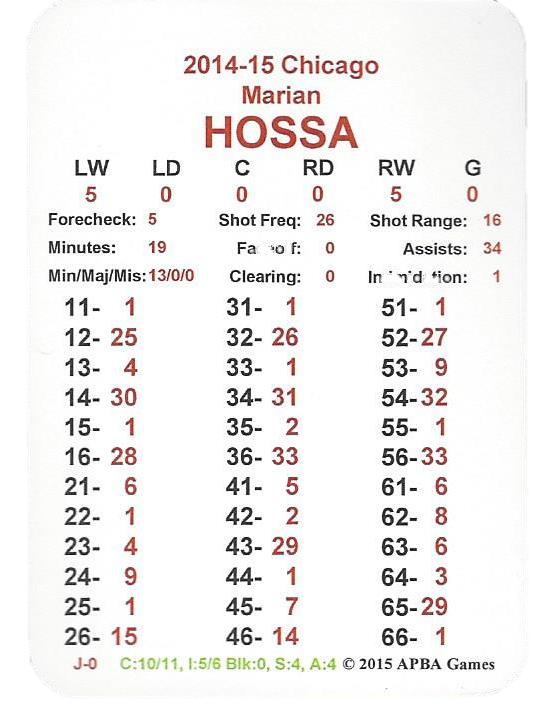 2014-15 Chicago
Marian
HOSSA
LW LD C RD RW G
5 0 0 0 5 0
Forecheck: 5 Shot Freq: 26 Shot Range: 16
Minutes: 19 0 Assists: 34
Min/Maj/Mis: 13/0/0 Clearing: 0 1
11- 1 31- 1 51- 1
12- 25 32- 26 52- 27
13- 4 33- 1 53- 9
14- 30 34- 31 54- 32
15- 1 35- 2 55- 1
16- 28 36- 33 56- 33
21- 6 41- 5 61- 6
22- 1 42- 2 62- 8
23- 4 43- 29 63- 6
24- 9 44- 1 64- 3
25- 1 45- 7 65- 29
26- 15 46- 14 66- 1
J-0 C:10/11, I:5/6 Blk:0, S:4, A:4 © 2015 APBA Games